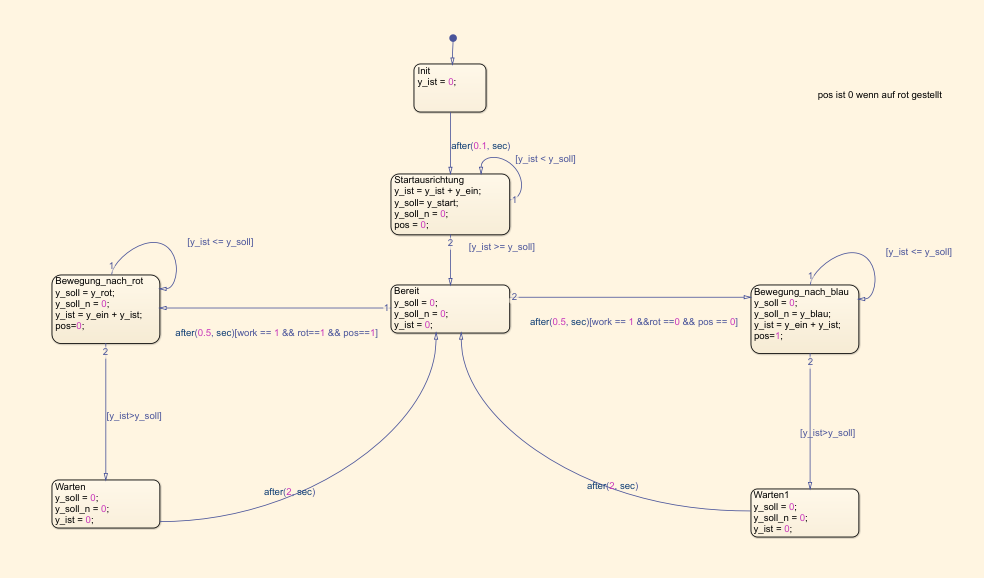 Init
y_ist = 0;
pos ist 0 wenn auf rot gestellt
after(0.1, sec)
[y_ist < y_soll]
Startausrichtung
y_ist = y_ist + y_ein;
y_soll= y_start;
y_soll_n = 0;
pos = 0;
1
2
[y_ist >= y_soll]
[y_ist <= y_soll]
1
Bewegung_nach_rot
y_soll = y_rot;
y_soll_n = 0;
y_ist = y_ein + y_ist;
pos=0;
2
Bereit
y_soll = 0;
y_soll_n = 0;
y_ist = 0;
1
2
after(0.5, sec)[work == 1 && rot==1 && pos==1]
after(0.5, sec)[work == 1 &&rot ==0 && pos == 0]
[y_ist <= y_soll]
1
Bewegung_nach_blau
y_soll = 0;
y_soll_n = y_blau;
y_ist = y_ein + y_ist;
pos=1;
2
[y_ist>y_soll]
[y_ist>y_soll]
Warten
y_soll = 0;
y_soll_n = 0;
y_ist = 0;
after(2, sec)
after(2, sec)
Warten1
y_soll = 0;
y_soll_n = 0;
y_ist = 0;